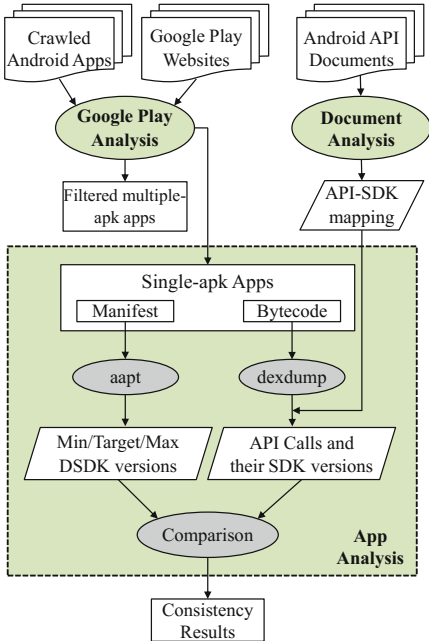 Crawled
Android Apps
Google Play
Websites
Android API
Documents
Google Play
Analysis
Document
Analysis
Filtered multiple-
apk apps
API-SDK
mapping
Single-apk Apps
Manifest
Bytecode
aapt
dexdump
Min/Target/Max
DSDK versions
API Calls and
their SDK versions
Comparison
App
Analysis
Consistency
Results